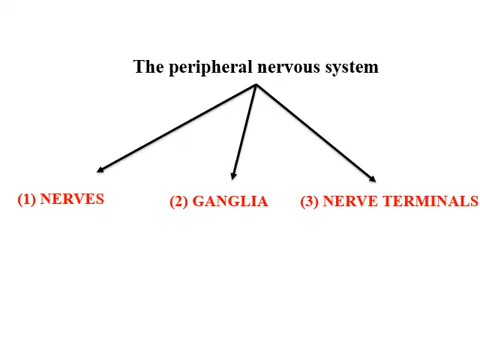 The peripheral nervous system
(1) NERVES
(2) GANGLIA
(3) NERVE TERMINALS